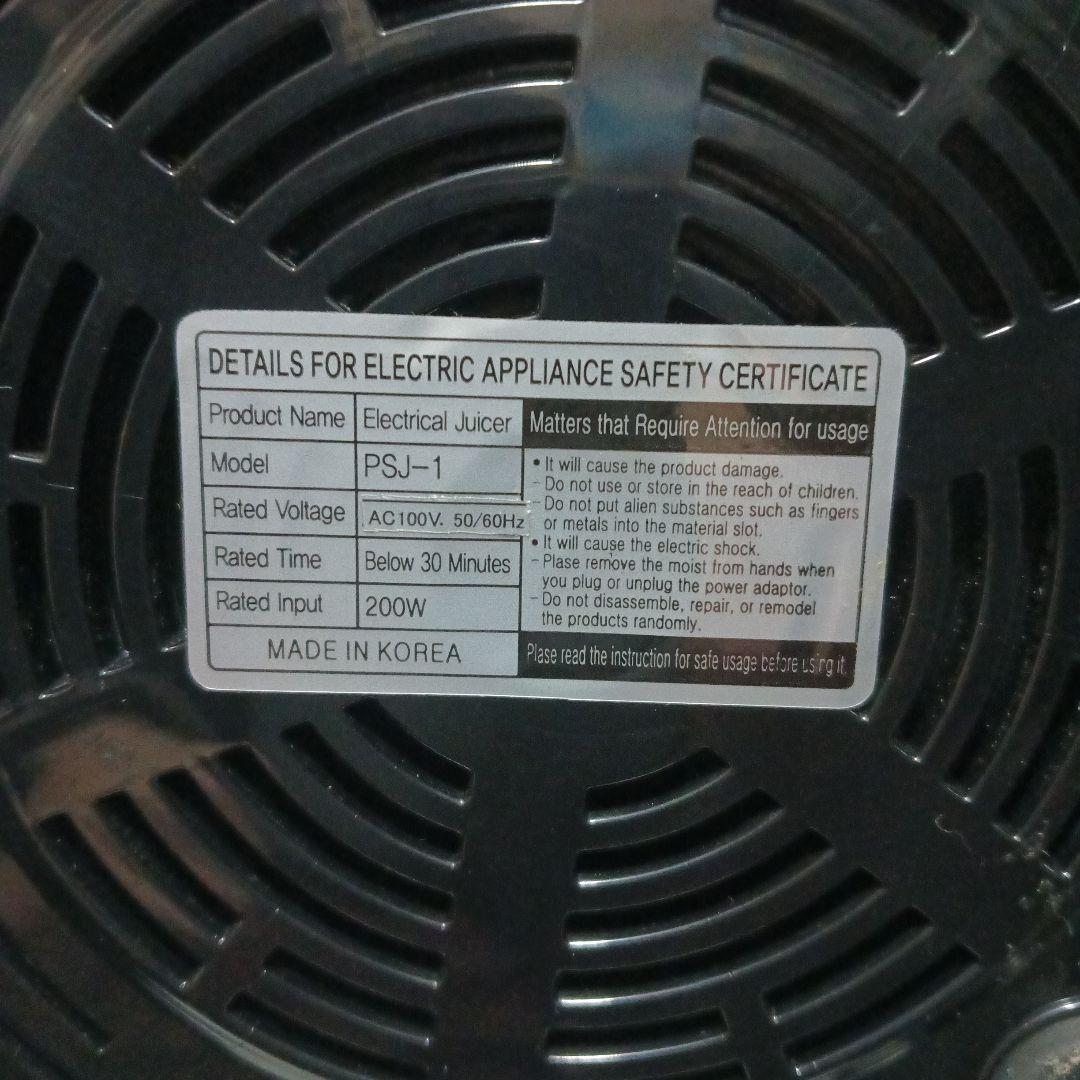 DETAILS FOR ELECTRIC APPLIANCE SAFETY CERTIFICATE
Product Name Electrical Juicer
Model PSJ-1
Rated Voltage AC100V. 50/60Hz
Rated Time Below 30 Minutes
Rated Input 200W
MADE IN KOREA
Matters that Require Attention for usage
• It will cause the product damage.
- Do not use or store in the reach of children.
- Do not put alien substances such as fingers
or metals into the material slot.
• It will cause the electric shock.
- Plase remove the moist from hands when
you plug or unplug the power adaptor.
- Do not disassemble, repair, or remodel
the products randomly.
Plase read the instruction for safe usage before using it.